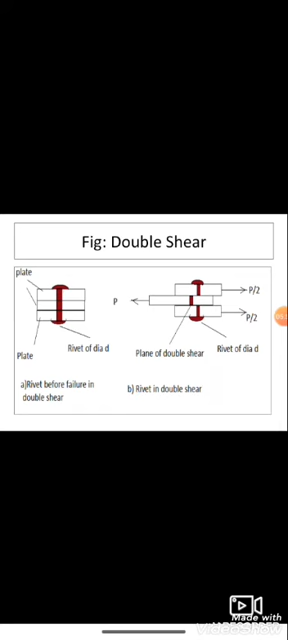 Fig: Double Shear
plate
P
P/2
P/2
Plate
Rivet of dia d
Plane of double shear
Rivet of dia d
a)Rivet before failure in
double shear
b) Rivet in double shear
Made with